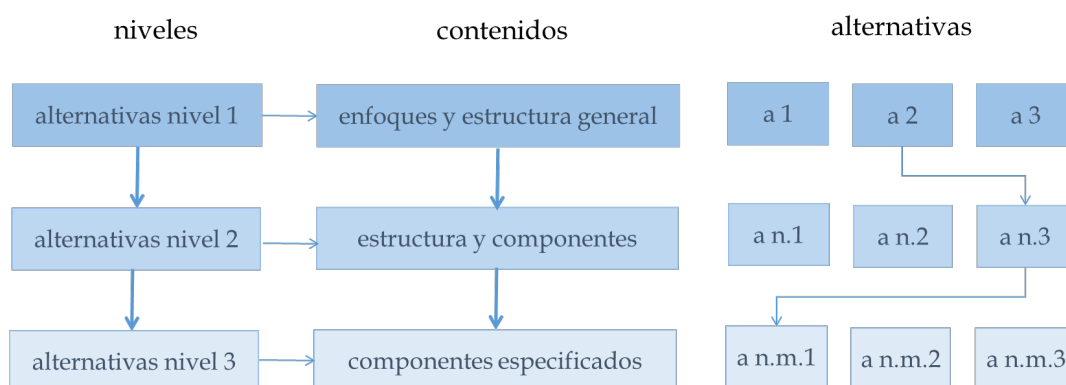 niveles contenidos alternativas
alternativas nivel 1 enfoques y estructura general a 1 a 2 a 3
alternativas nivel 2 estructura y componentes a n.1 a n.2 a n.3
alternativas nivel 3 componentes especificados a n.m.1 a n.m.2 a n.m.3